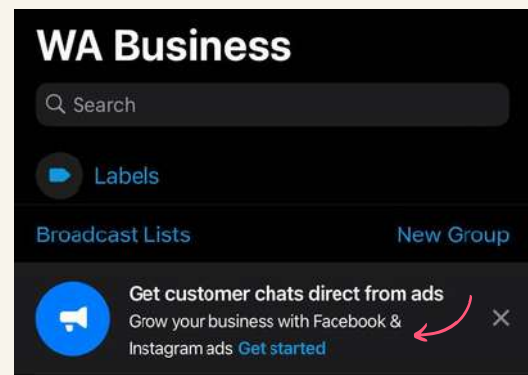 WA Business
Search
Labels
Broadcast Lists
New Group
Get customer chats direct from ads
Grow your business with Facebook &
Instagram ads Get started